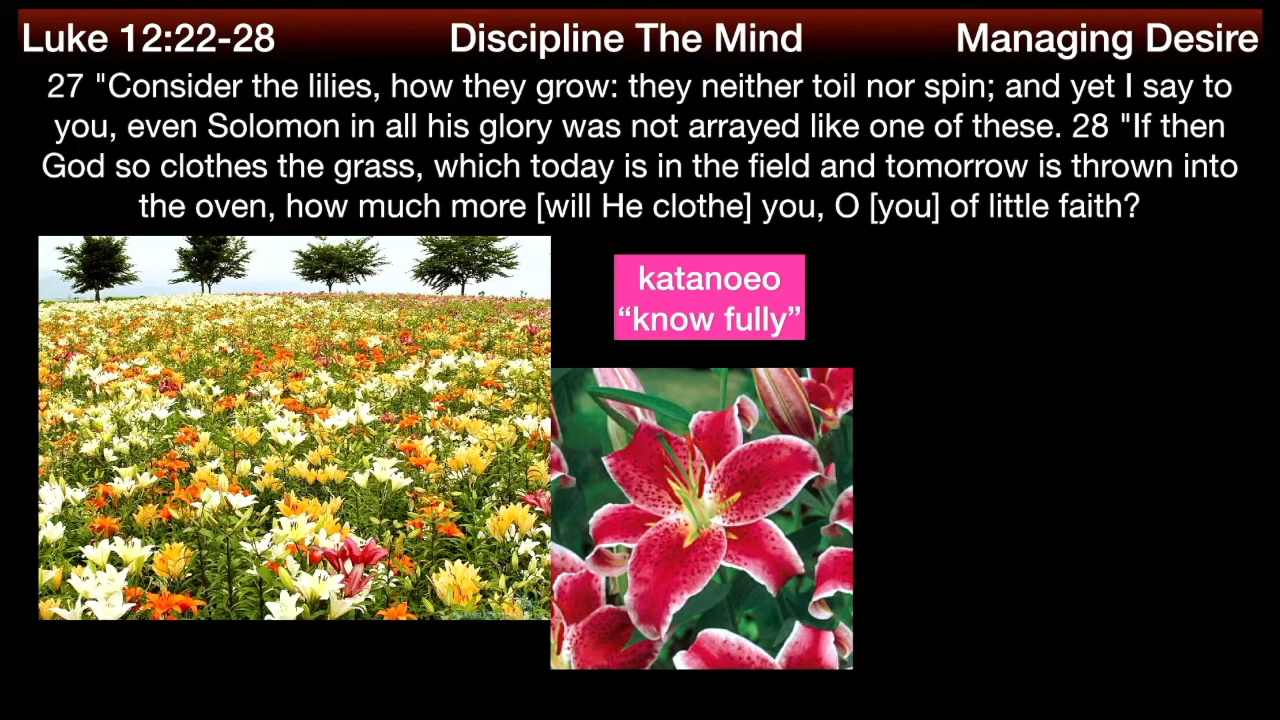 Luke 12:22-28 Discipline The Mind Managing Desire
27 "Consider the lilies, how they grow: they neither toil nor spin; and yet I say to
you, even Solomon in all his glory was not arrayed like one of these. 28 "If then
God so clothes the grass, which today is in the field and tomorrow is thrown into
the oven, how much more [will He clothe] you, O [you] of little faith?
katanoeo
“know fully”